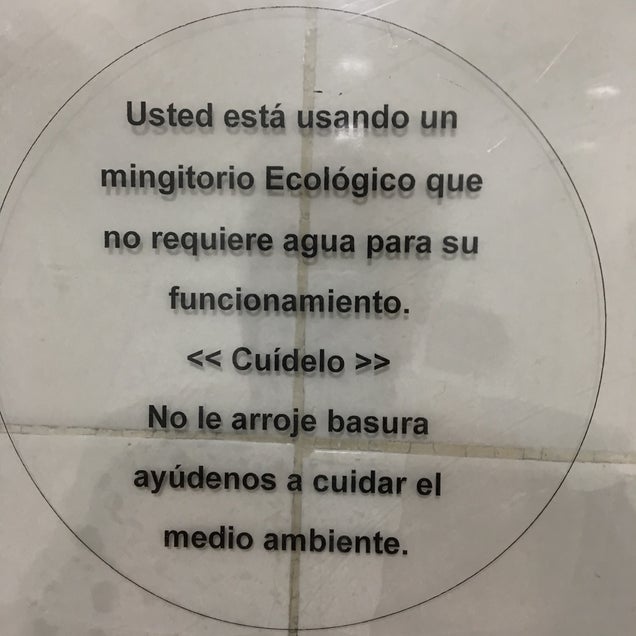 Usted está usando un
mingitorio Ecológico que
no requiere agua para su
funcionamiento.
<< Cuídelo >>
No le arroje basura
ayúdenos a cuidar el
medio ambiente.